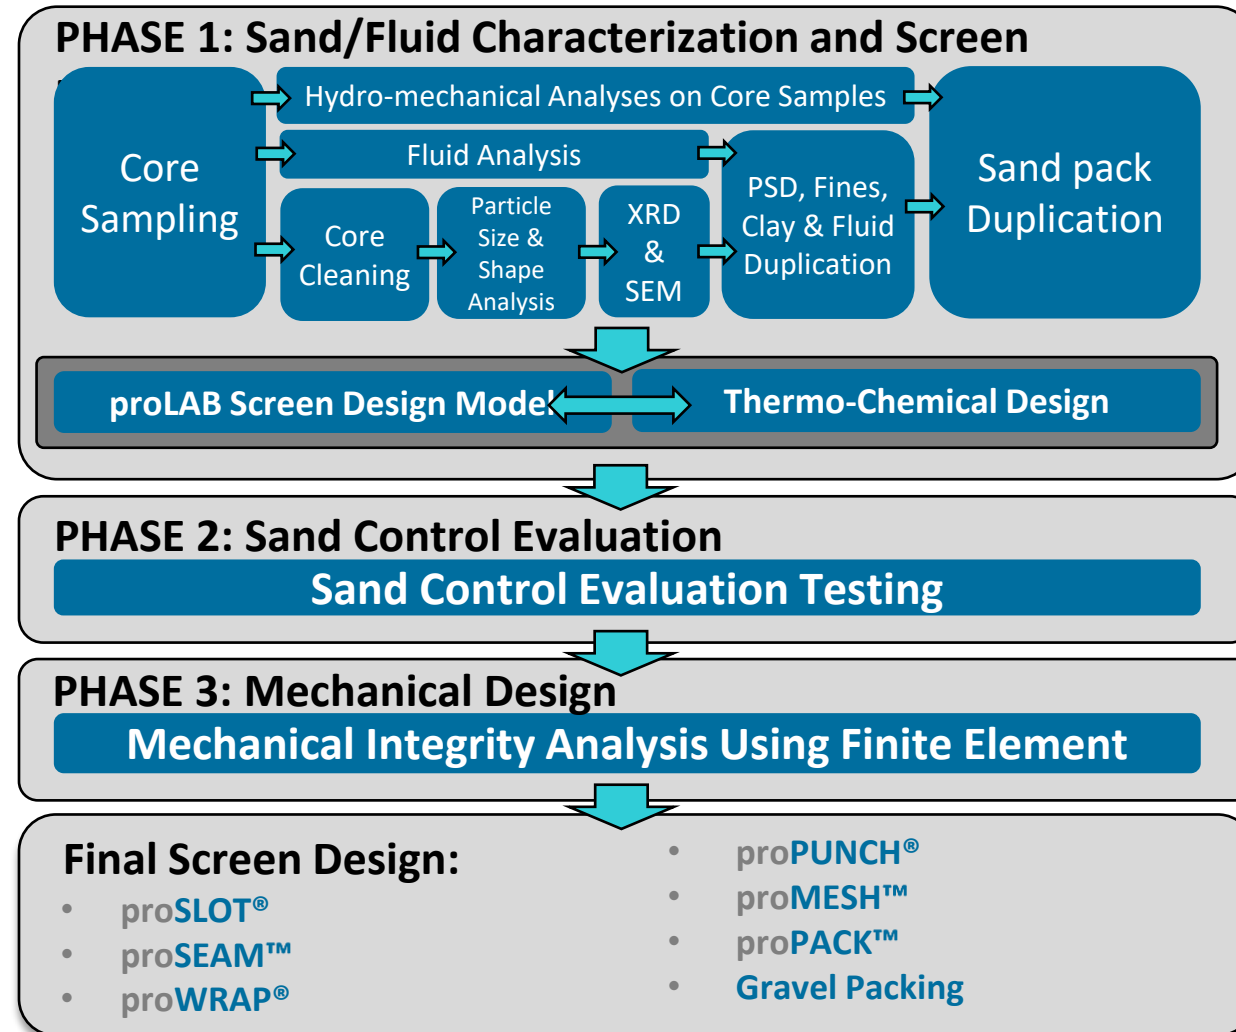 PHASE 1: Sand/Fluid Characterization and Screen
Core
Sampling
Hydro-mechanical Analyses on Core Samples
Fluid Analysis
Core
Cleaning
Particle
Size &
Shape
Analysis
XRD
&
SEM
PSD, Fines,
Clay & Fluid
Duplication
Sand pack
Duplication
proLAB Screen Design Model
Thermo-Chemical Design
PHASE 2: Sand Control Evaluation
Sand Control Evaluation Testing
PHASE 3: Mechanical Design
Mechanical Integrity Analysis Using Finite Element
Final Screen Design:
• proSLOT®
• proSEAM™
• proWRAP®
• proPUNCH®
• proMESH™
• proPACK™
• Gravel Packing